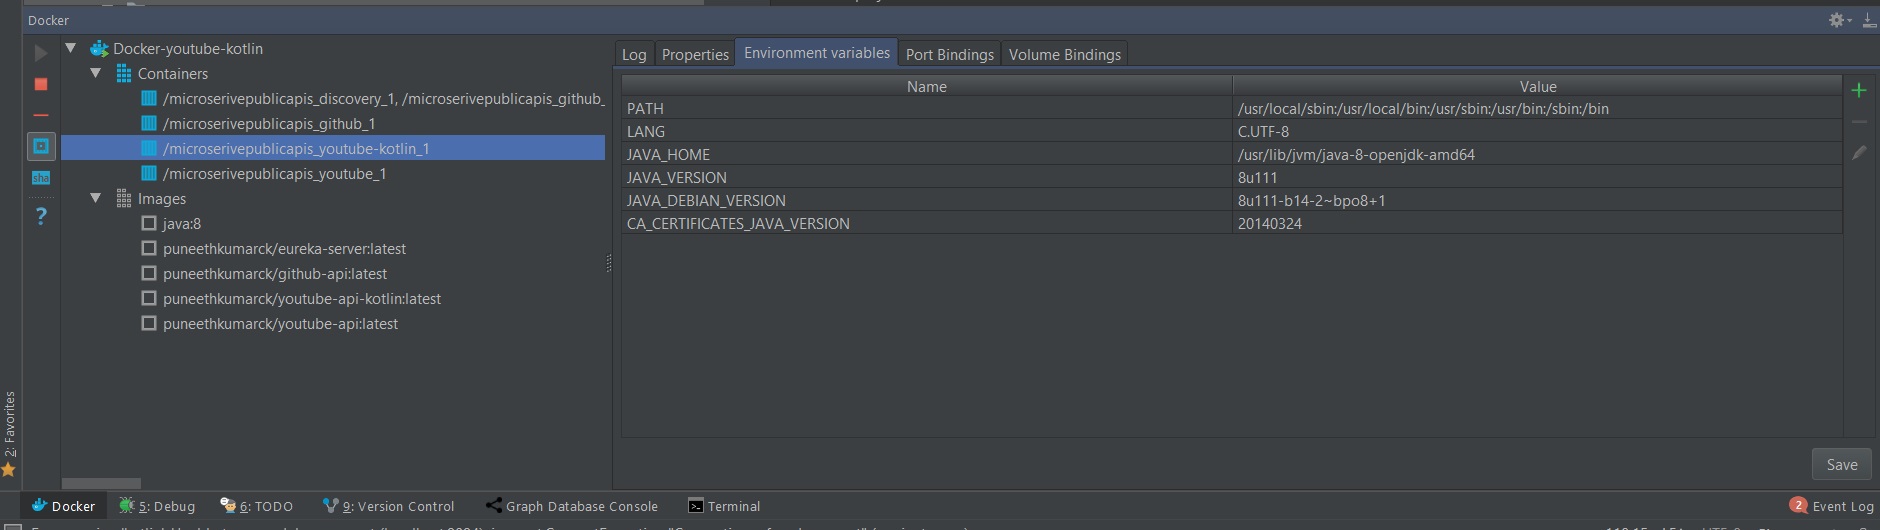 Docker
Docker-youtube-kotlin
Containers
/microserivepublicapis_discovery_1, /microserivepublicapis_github_
/microserivepublicapis_github_1
/microserivepublicapis_youtube-kotlin_1
/microserivepublicapis_youtube_1
Images
java:8
puneethkumarck/eureka-server:latest
puneethkumarck/github-api:latest
puneethkumarck/youtube-api-kotlin:latest
puneethkumarck/youtube-api:latest
sha
?
Log Properties Environment variables Port Bindings Volume Bindings
Name Value
PATH /usr/local/sbin:/usr/local/bin:/usr/sbin:/usr/bin:/sbin:/bin
LANG C.UTF-8
JAVA_HOME /usr/lib/jvm/java-8-openjdk-amd64
JAVA_VERSION 8u111
JAVA_DEBIAN_VERSION 8u111-b14-2~bpo8+1
CA_CERTIFICATES_JAVA_VERSION 20140324
Save
2: Favorites
Docker 5: Debug 6: TODO 9: Version Control Graph Database Console Terminal 2 Event Log